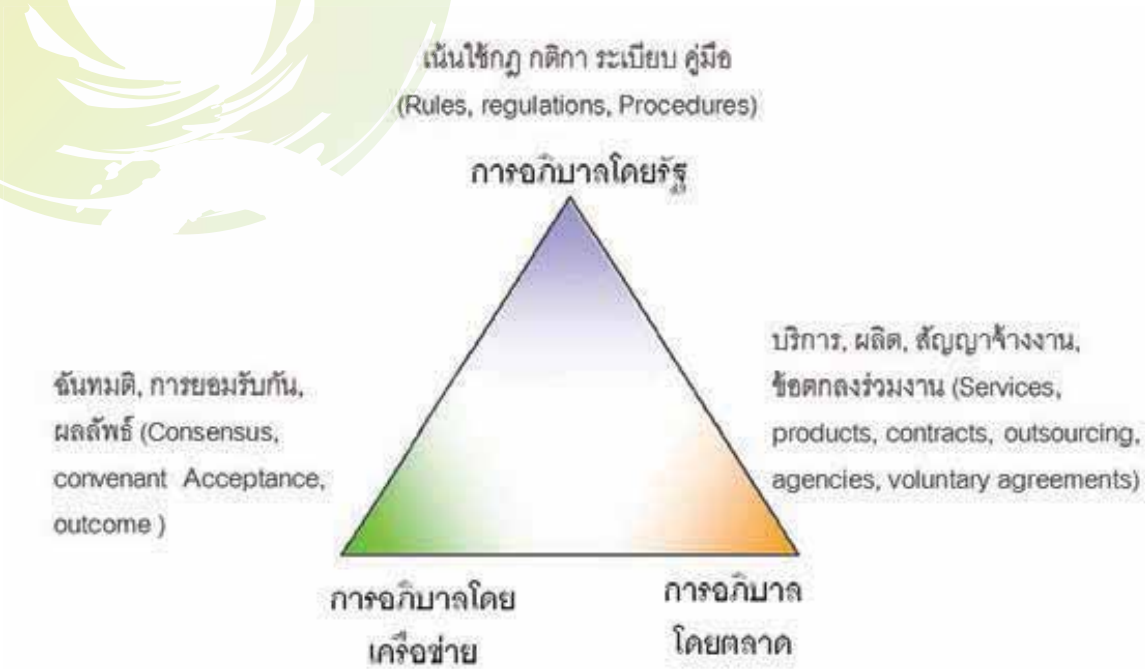 เน้นใช้กฎ กติกา ระเบียบ คู่มือ
(Rules, regulations, Procedures)
การอภิบาลโดยรัฐ
ฉันทมติ, การยอมรับกัน,
ผลลัพธ์ (Consensus,
convenant Acceptance,
outcome )
บริการ, ผลิต, สัญญาจ้างงาน,
ข้อตกลงร่วมงาน (Services,
products, contracts, outsourcing,
agencies, voluntary agreements)
การอภิบาลโดย
เครือข่าย
การอภิบาล
โดยตลาด